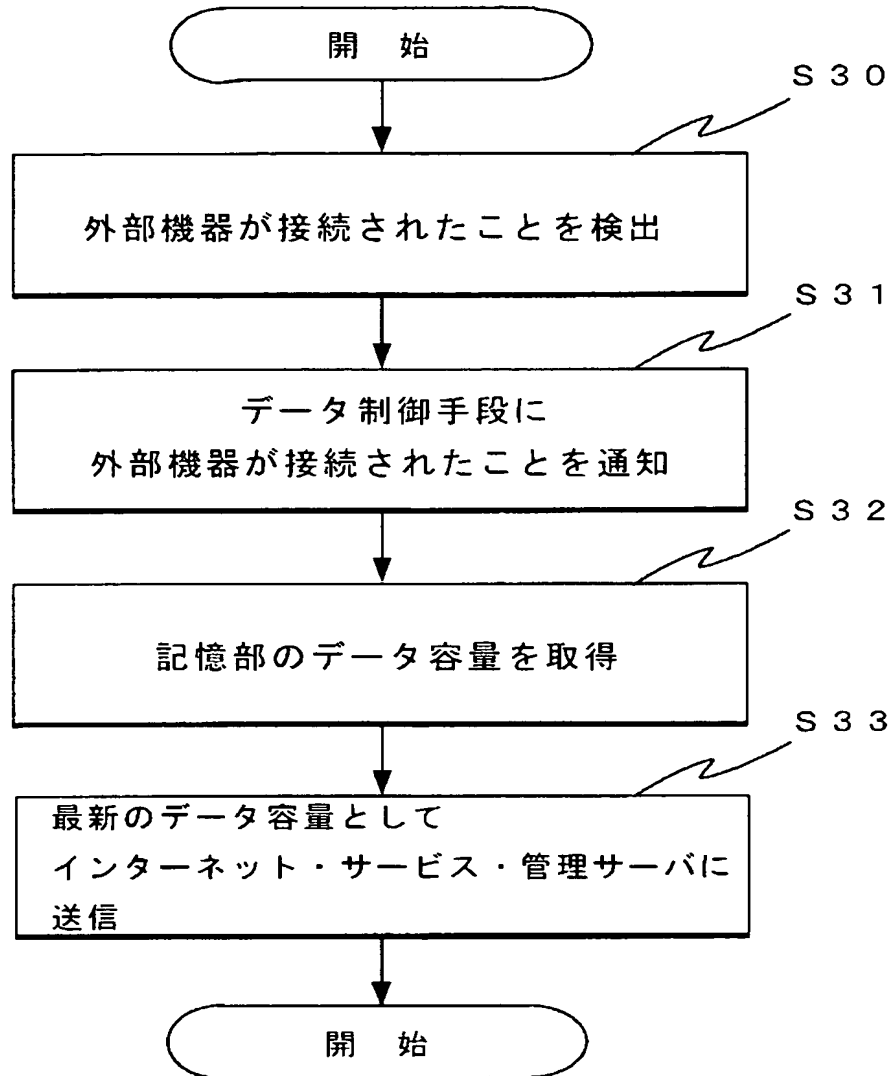 開 始
S30
外部機器が接続されたことを検出
S31
データ制御手段に
外部機器が接続されたことを通知
S32
記憶部のデータ容量を取得
S33
最新のデータ容量として
インターネット・サービス・管理サーバに
送信
開 始